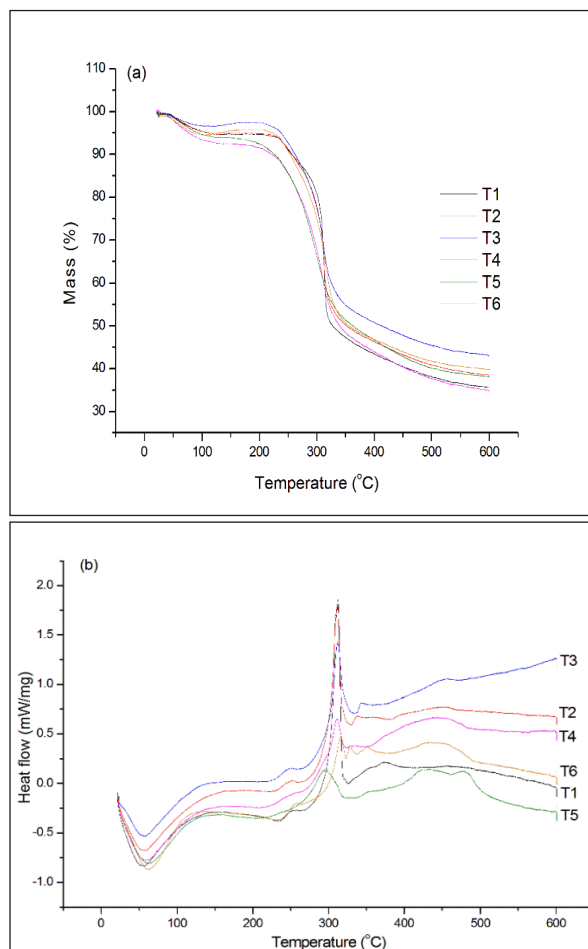 110
(a)
100
90
80
70
60
50
40
30
Mass (%)
T1
T2
T3
T4
T5
T6
0 100 200 300 400 500 600
Temperature (°C)
(b)
2.0
1.5
1.0
0.5
0.0
-0.5
-1.0
Heat flow (mW/mg)
T3
T2
T4
T6
T1
T5
0 100 200 300 400 500 600
Temperature (°C)